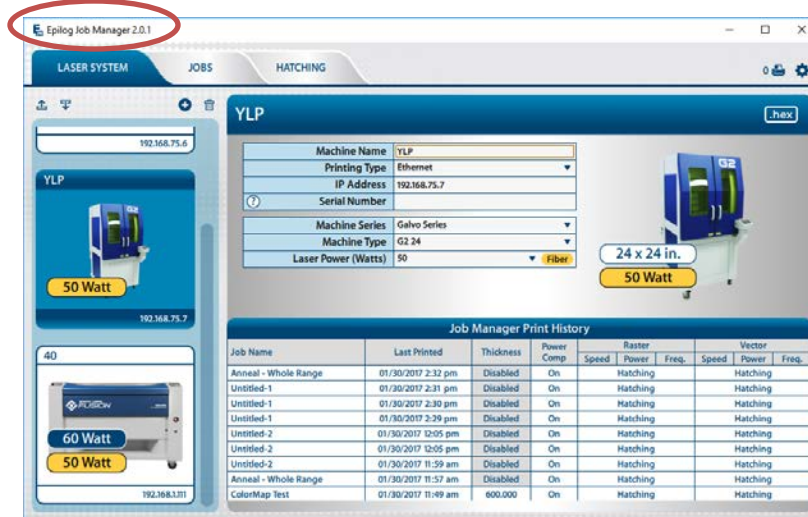 Epilog Job Manager 2.0.1
LASER SYSTEM JOBS HATCHING
0
192.168.75.6
YLP
50 Watt
192.168.75.7
40
FUSION
60 Watt
50 Watt
192.168.1.111
YLP .hex
Machine Name YLP
Printing Type Ethernet
IP Address 192.168.75.7
? Serial Number
Machine Series Galvo Series
Machine Type G2 24
Laser Power (Watts) 50 Fiber
G2
24 x 24 in.
50 Watt
Job Manager Print History
Job Name Last Printed Thickness Power Comp Raster Vector
Speed Power Freq. Speed Power Freq.
Anneal - Whole Range 01/30/2017 2:32 pm Disabled On Hatching Hatching
Untitled-1 01/30/2017 2:31 pm Disabled On Hatching Hatching
Untitled-1 01/30/2017 2:30 pm Disabled On Hatching Hatching
Untitled-1 01/30/2017 2:29 pm Disabled On Hatching Hatching
Untitled-2 01/30/2017 12:05 pm Disabled On Hatching Hatching
Untitled-2 01/30/2017 12:05 pm Disabled On Hatching Hatching
Untitled-2 01/30/2017 11:59 am Disabled On Hatching Hatching
Anneal - Whole Range 01/30/2017 11:57 am Disabled On Hatching Hatching
ColorMap Test 01/30/2017 11:49 am 600.000 On Hatching Hatching